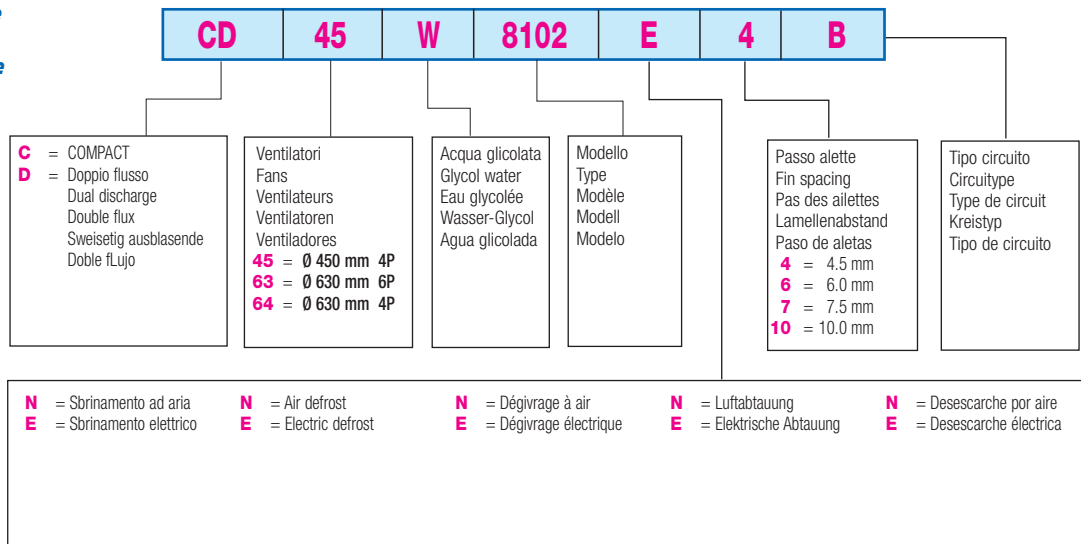 CD 45 W 8102 E 4 B
C = COMPACT
D = Doppio flusso
Dual discharge
Double flux
Sweisetig ausblasende
Doble fLujo
Ventilatori
Fans
Ventilateurs
Ventilatoren
Ventiladores
45 = Ø 450 mm 4P
63 = Ø 630 mm 6P
64 = Ø 630 mm 4P
Acqua glicolata
Glycol water
Eau glycolée
Wasser-Glycol
Agua glicolada
Modello
Type
Modèle
Modell
Modelo
Passo alette
Fin spacing
Pas des ailettes
Lamellenabstand
Paso de aletas
4 = 4.5 mm
6 = 6.0 mm
7 = 7.5 mm
10 = 10.0 mm
Tipo circuito
Circuitype
Type de circuit
Kreistyp
Tipo de circuito
N = Sbrinamento ad aria
E = Sbrinamento elettrico
N = Air defrost
E = Electric defrost
N = Dégivrage à air
E = Dégivrage électrique
N = Luftabtauung
E = Elektrische Abtauung
N = Desescarche por aire
E = Desescarche électrica